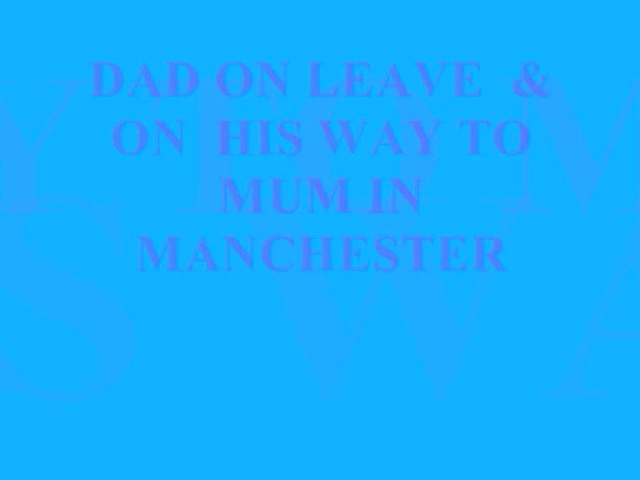 DAD ON LEAVE &
ON HIS WAY TO
MUM IN
MANCHESTER